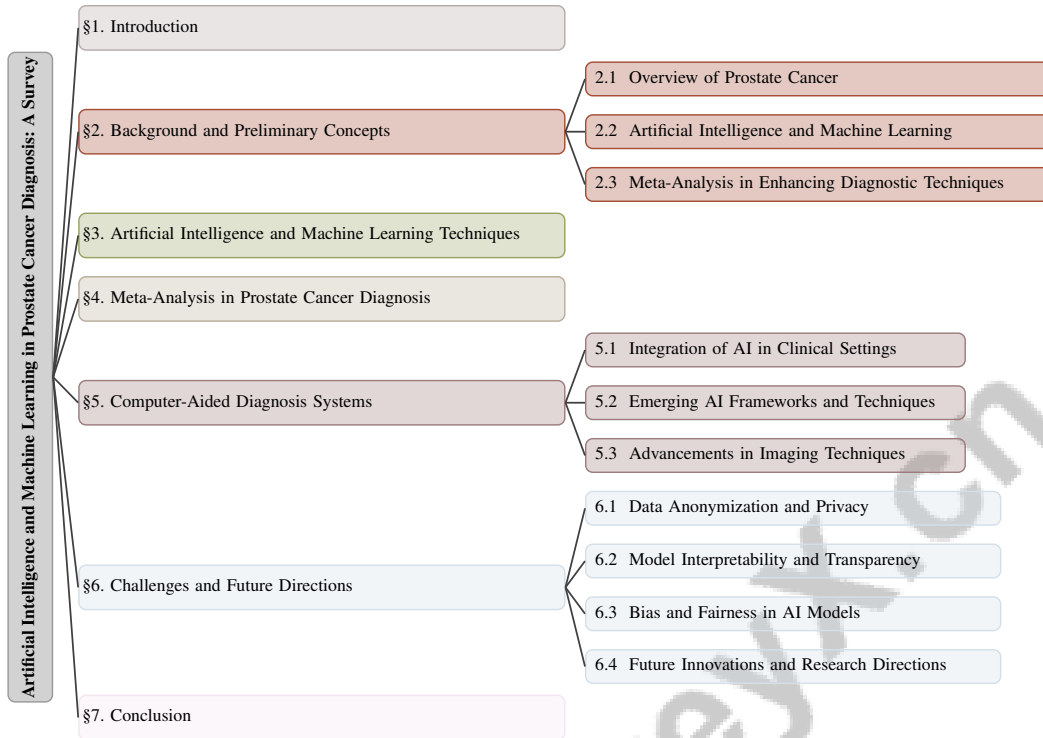 Artificial Intelligence and Machine Learning in Prostate Cancer Diagnosis: A Survey
§1. Introduction
§2. Background and Preliminary Concepts
2.1 Overview of Prostate Cancer
2.2 Artificial Intelligence and Machine Learning
2.3 Meta-Analysis in Enhancing Diagnostic Techniques
§3. Artificial Intelligence and Machine Learning Techniques
§4. Meta-Analysis in Prostate Cancer Diagnosis
§5. Computer-Aided Diagnosis Systems
5.1 Integration of AI in Clinical Settings
5.2 Emerging AI Frameworks and Techniques
5.3 Advancements in Imaging Techniques
§6. Challenges and Future Directions
6.1 Data Anonymization and Privacy
6.2 Model Interpretability and Transparency
6.3 Bias and Fairness in AI Models
6.4 Future Innovations and Research Directions
§7. Conclusion